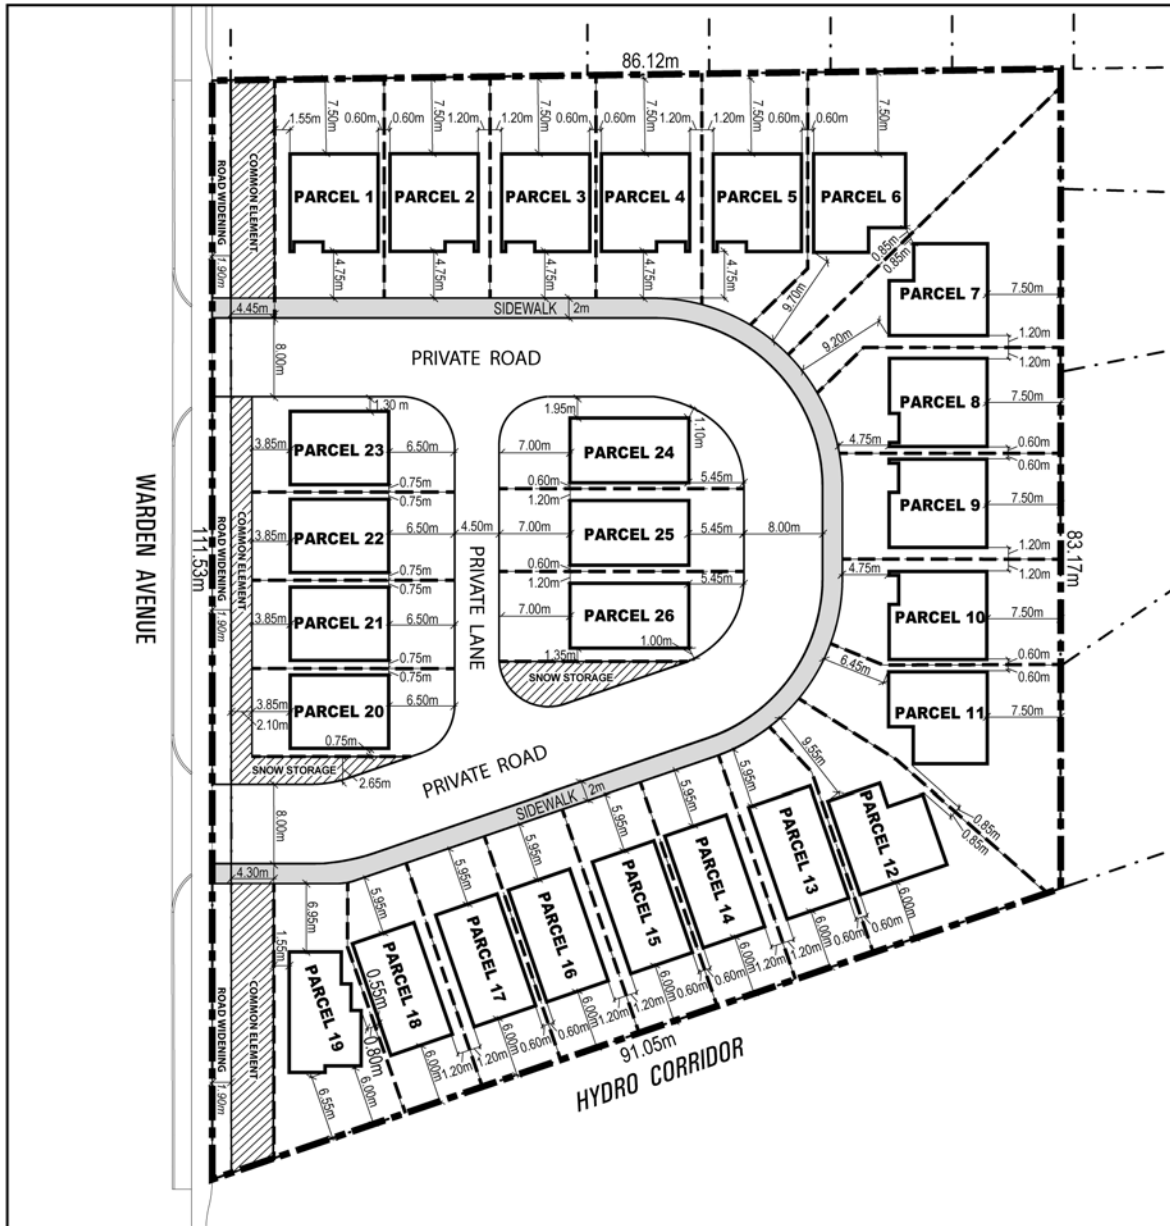 86.12m
7.50m
7.50m
7.50m
7.50m
7.50m
1.55m
0.60m
0.60m
1.20m
1.20m
0.60m
0.60m
1.20m
1.20m
0.60m
0.60m
ROAD WIDENING
COMMON ELEMENT
1.90m
PARCEL 1
PARCEL 2
PARCEL 3
PARCEL 4
PARCEL 5
PARCEL 6
4.75m
4.75m
4.75m
4.75m
4.75m
0.85m
0.85m
9.70m
PARCEL 7
7.50m
4.45m
SIDEWALK
2m
9.20m
1.20m
1.20m
8.00m
PRIVATE ROAD
PARCEL 8
7.50m
1.30 m
1.95m
1.10m
3.85m
PARCEL 23
6.50m
7.00m
PARCEL 24
4.75m
0.60m
0.60m
0.75m
0.75m
0.60m
1.20m
5.45m
WARDEN AVENUE
111.53m
ROAD WIDENING
COMMON ELEMENT
1.90m
3.85m
PARCEL 22
6.50m
4.50m
7.00m
PARCEL 25
5.45m
8.00m
PARCEL 9
7.50m
83.17m
0.75m
0.75m
0.60m
1.20m
5.45m
4.75m
1.20m
1.20m
3.85m
PARCEL 21
6.50m
PRIVATE LANE
7.00m
PARCEL 26
PARCEL 10
7.50m
0.75m
0.75m
1.35m
1.00m
SNOW STORAGE
6.45m
0.60m
0.60m
3.85m
2.10m
PARCEL 20
6.50m
PARCEL 11
7.50m
0.75m
SNOW STORAGE
2.65m
PRIVATE ROAD
9.55m
8.00m
SIDEWALK
2m
5.95m
5.95m
5.95m
5.95m
5.95m
5.95m
0.85m
0.85m
4.30m
6.95m
1.55m
ROAD WIDENING
COMMON ELEMENT
1.90m
PARCEL 19
0.55m
0.80m
PARCEL 18
PARCEL 17
PARCEL 16
PARCEL 15
PARCEL 14
PARCEL 13
PARCEL 12
6.55m
6.00m
6.00m
6.00m
6.00m
6.00m
6.00m
6.00m
6.00m
1.20m
1.20m
0.60m
0.60m
1.20m
1.20m
0.60m
0.60m
1.20m
1.20m
0.60m
0.60m
91.05m
HYDRO CORRIDOR